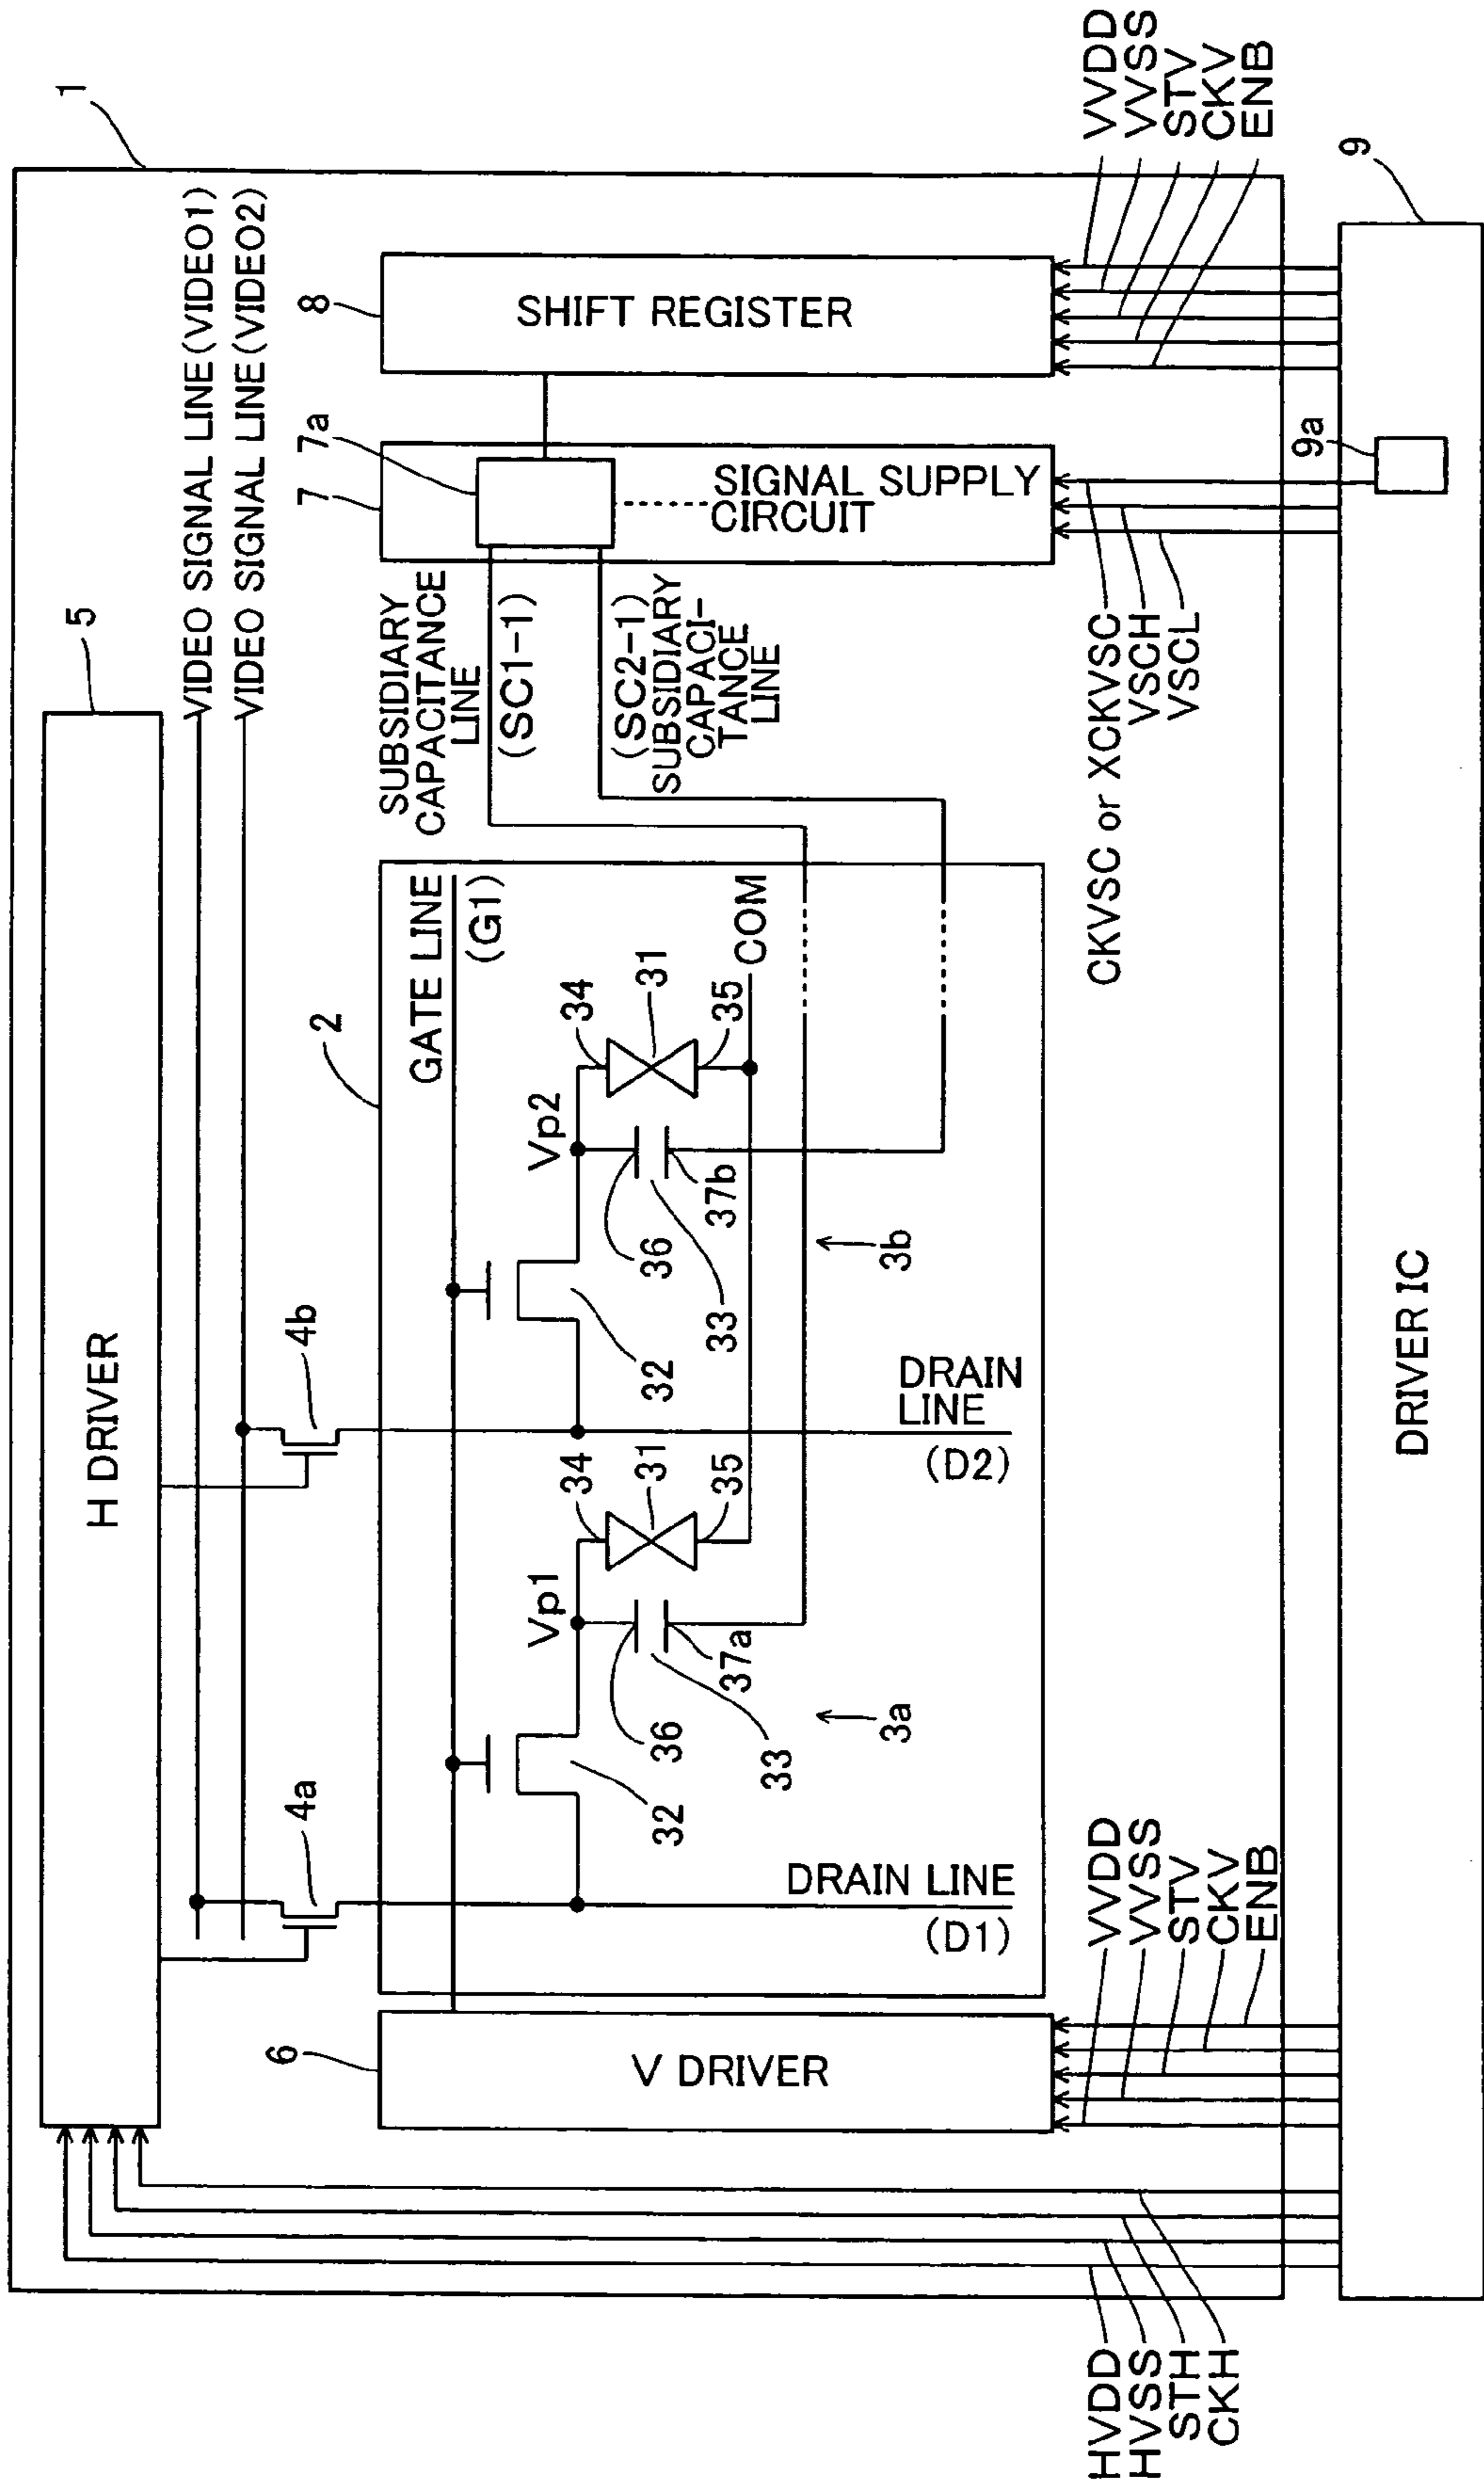 1
5
H DRIVER
VIDEO SIGNAL LINE(VIDEO1)
VIDEO SIGNAL LINE(VIDEO2)
4a
4b
6
V DRIVER
2
GATE LINE
(G1)
Vp1
Vp2
32
36
33
37a
34
31
35
3a
32
36
33
37b
34
31
35
3b
COM
DRAIN LINE
(D1)
DRAIN
LINE
(D2)
SUBSIDIARY
CAPACITANCE
LINE
(SC1-1)
(SC2-1)
SUBSIDIARY
CAPACI-
TANCE
LINE
7
7a
SIGNAL SUPPLY
CIRCUIT
8
SHIFT REGISTER
HVDD
HVSS
STH
CKH
VVDD
VVSS
STV
CKV
ENB
CKVSC or XCKVSC
VSCH
VSCL
VVDD
VVSS
STV
CKV
ENB
9a
9
DRIVER IC